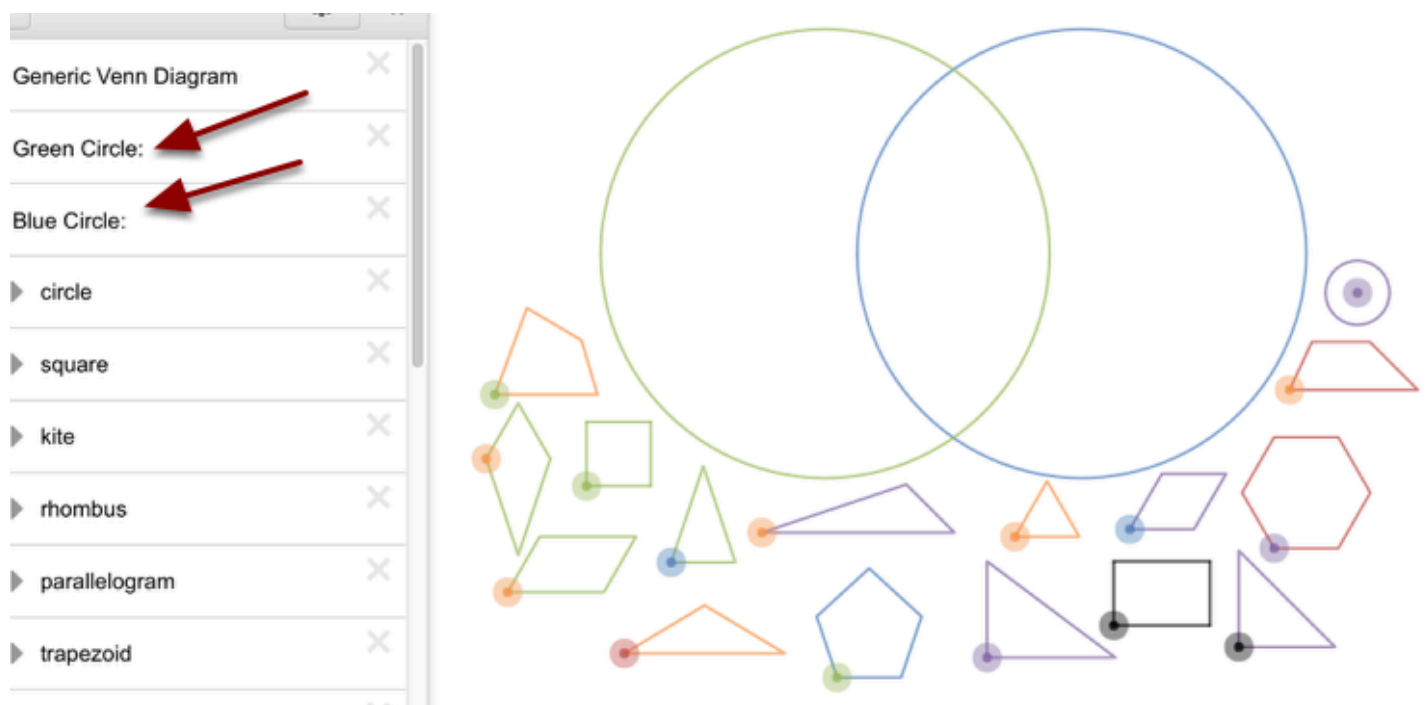 Generic Venn Diagram
Green Circle:
Blue Circle:
circle
square
kite
rhombus
parallelogram
trapezoid